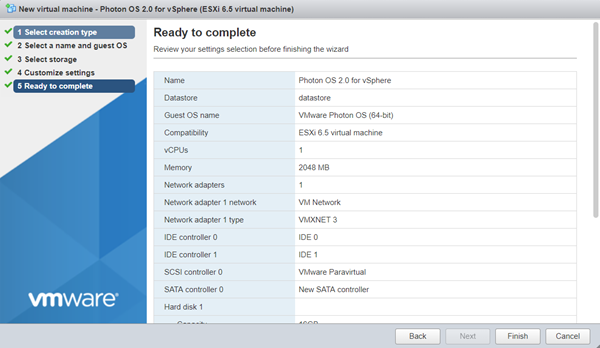 New virtual machine - Photon OS 2.0 for vSphere (ESXi 6.5 virtual machine)
1 Select creation type
2 Select a name and guest OS
3 Select storage
4 Customize settings
5 Ready to complete
vmware®
Ready to complete
Review your settings selection before finishing the wizard
Name Photon OS 2.0 for vSphere
Datastore datastore
Guest OS name VMware Photon OS (64-bit)
Compatibility ESXi 6.5 virtual machine
vCPUs 1
Memory 2048 MB
Network adapters 1
Network adapter 1 network VM Network
Network adapter 1 type VMXNET 3
IDE controller 0 IDE 0
IDE controller 1 IDE 1
SCSI controller 0 VMware Paravirtual
SATA controller 0 New SATA controller
Hard disk 1
Capacity
Back Next Finish Cancel